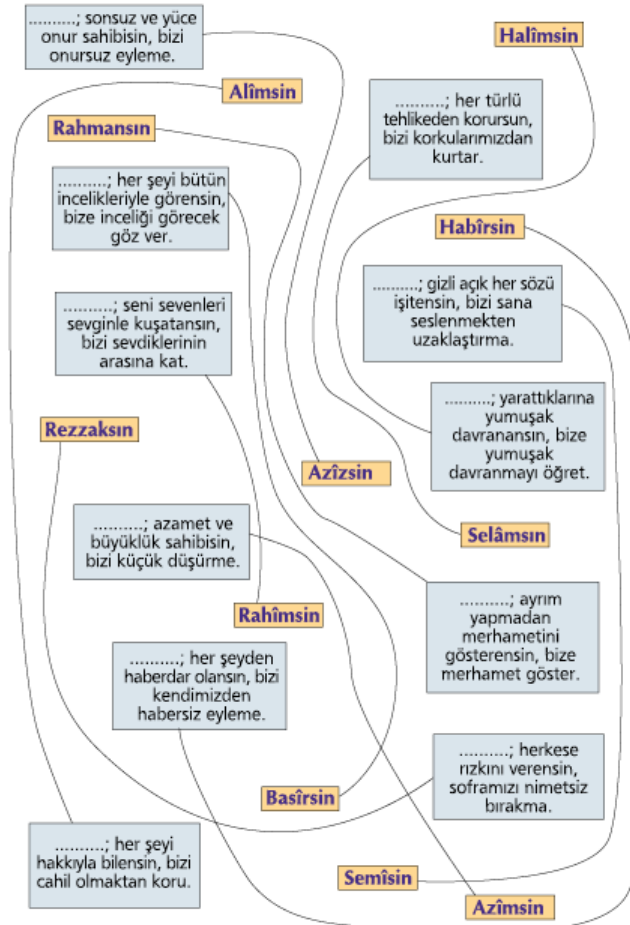 ..........; sonsuz ve yüce
onur sahibisin, bizi
onursuz eyleme.
Halîmsin
Alîmsin
Rahmansın
..........; her türlü
tehlikeden korursun,
bizi korkularımızdan
kurtar.
..........; her şeyi bütün
incelikleriyle görensin,
bize inceliği görecek
göz ver.
Habîrsin
..........; gizli açık her sözü
işitensin, bizi sana
seslenmekten
uzaklaştırma.
..........; seni sevenleri
sevginle kuşatansın,
bizi sevdiklerinin
arasına kat.
..........; yarattıklarına
yumuşak
davranansın, bize
yumuşak
davranmayı öğret.
Rezzaksın
Azîzsin
..........; azamet ve
büyüklük sahibisin,
bizi küçük düşürme.
Selâmsın
..........; ayrım
yapmadan
merhametini
gösterensin, bize
merhamet göster.
Rahîmsin
..........; her şeyden
haberdar olansın, bizi
kendimizden
habersiz eyleme.
..........; herkese
rızkını verensin,
soframızı nimetsiz
bırakma.
Basîrsin
..........; her şeyi
hakkıyla bilensin, bizi
cahil olmaktan koru.
Semîsin
Azîmsin